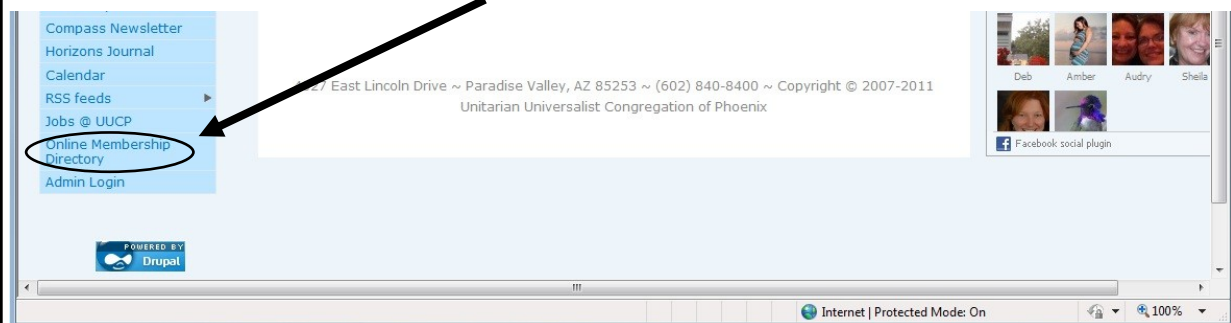 Compass Newsletter
Horizons Journal
Calendar
RSS feeds
Jobs @ UUCP
Online Membership
Directory
Admin Login
East Lincoln Drive ~ Paradise Valley, AZ 85253 ~ (602) 840-8400 ~ Copyright © 2007-2011
Unitarian Universalist Congregation of Phoenix
Deb Amber Audry Sheila
Facebook social plugin
POWERED BY
Drupal
Internet | Protected Mode: On
100%